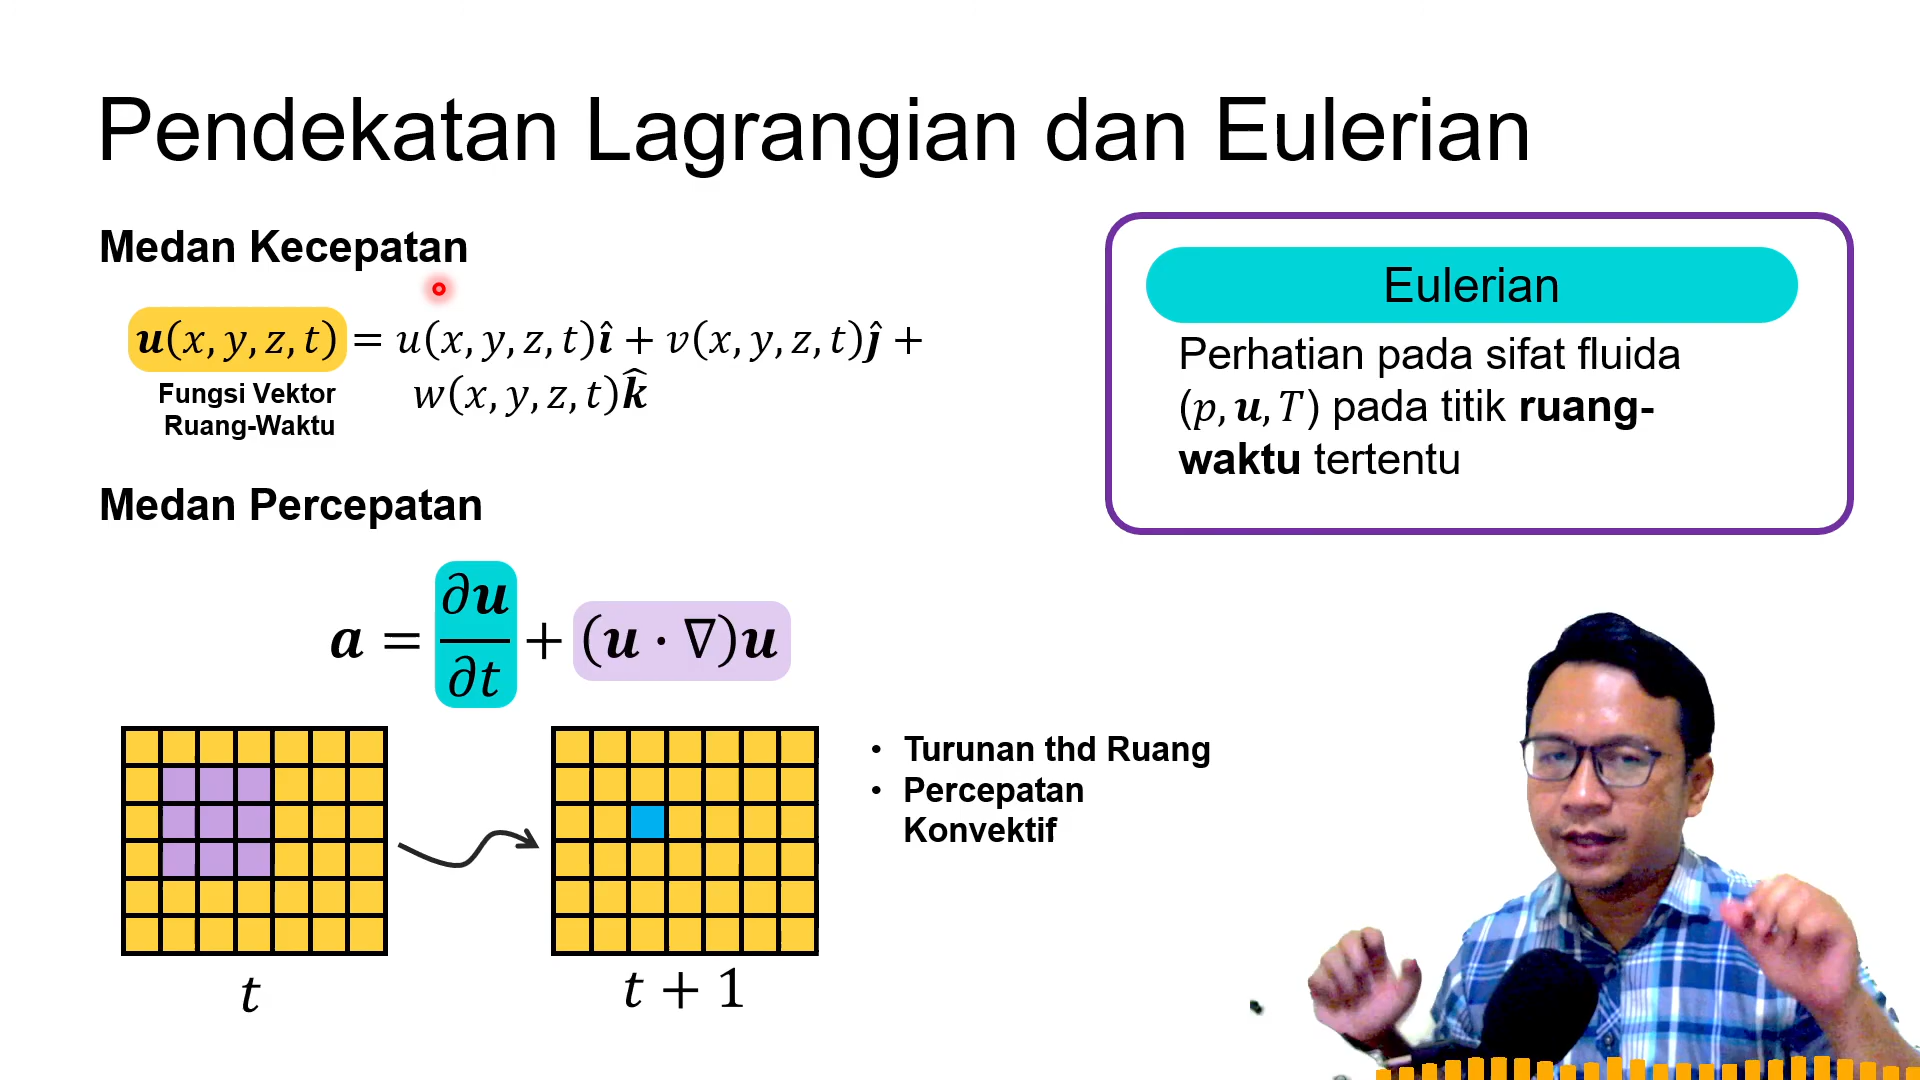 Pendekatan Lagrangian dan Eulerian
Medan Kecepatan
𝒖(x, y, z, t) = u(x, y, z, t)𝒊̂ + v(x, y, z, t)𝒋̂ +
w(x, y, z, t)𝒌̂
Fungsi Vektor
Ruang-Waktu
Medan Percepatan
𝒂 = ∂𝒖/∂t + (𝒖 · ∇)𝒖
t
t + 1
• Turunan thd Ruang
• Percepatan
Konvektif
Eulerian
Perhatian pada sifat fluida
(p, 𝒖, T) pada titik ruang-
waktu tertentu